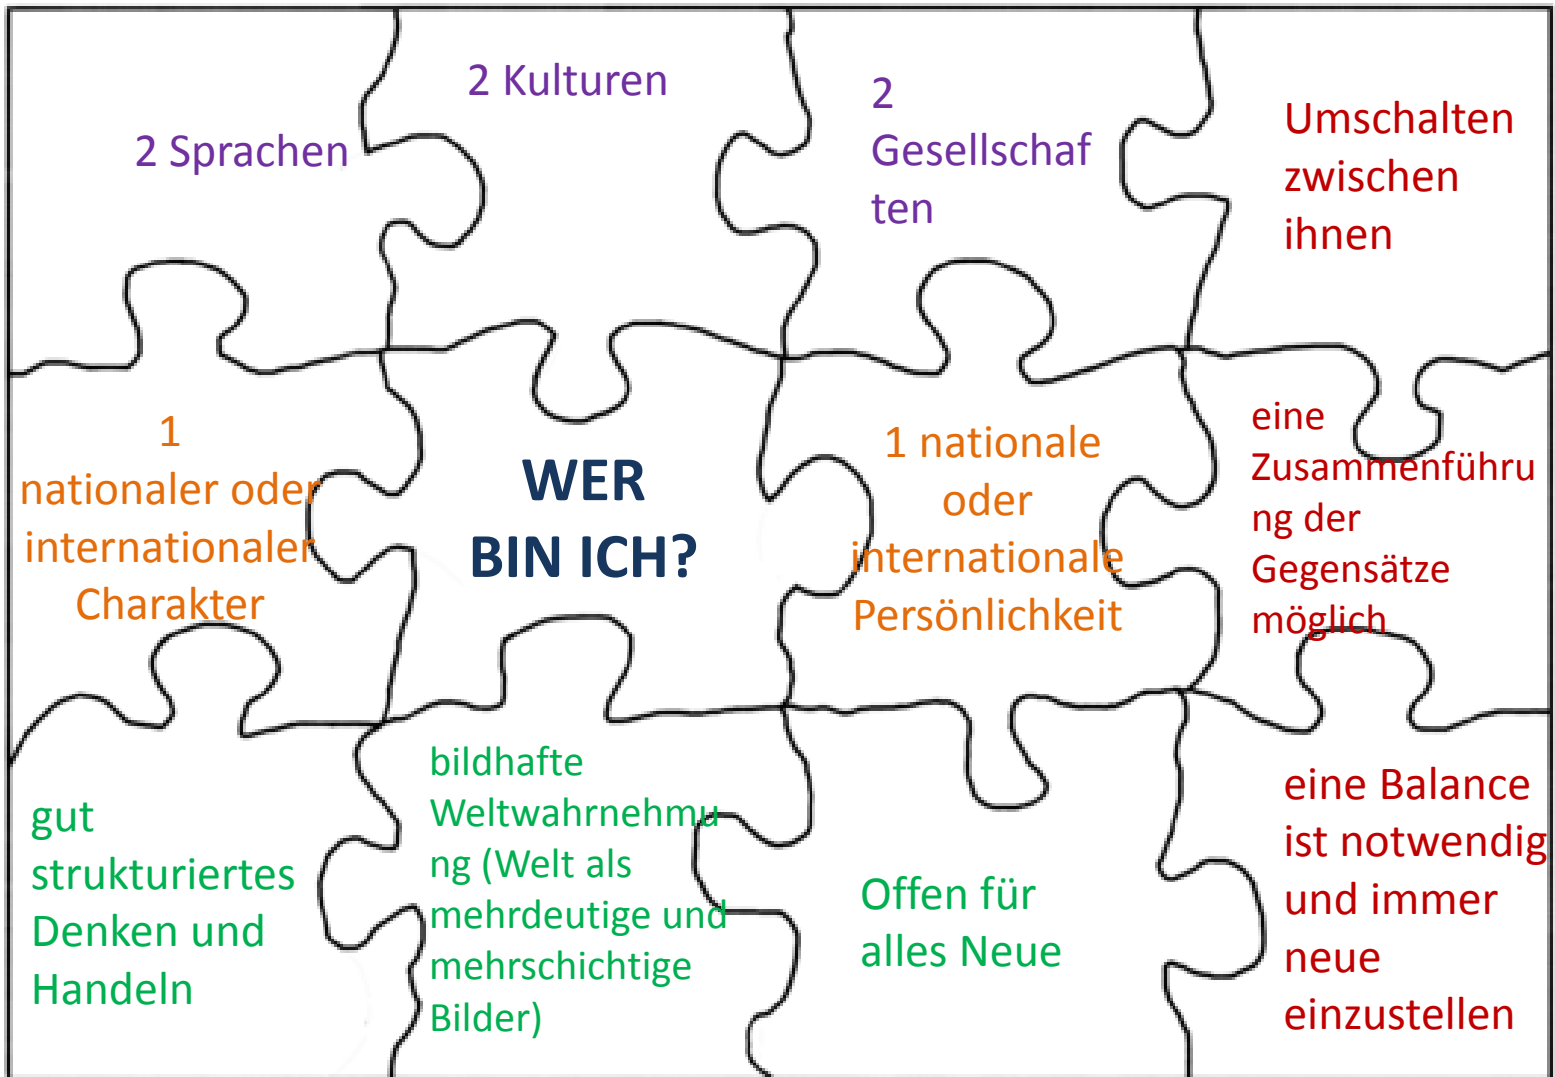 2 Sprachen
2 Kulturen
2
Gesellschaf
ten
Umschalten
zwischen
ihnen
1
nationaler oder
internationaler
Charakter
WER
BIN ICH?
1 nationale
oder
internationale
Persönlichkeit
eine
Zusammenführu
ng der
Gegensätze
möglich
gut
strukturiertes
Denken und
Handeln
bildhafte
Weltwahrnehmu
ng (Welt als
mehrdeutige und
mehrschichtige
Bilder)
Offen für
alles Neue
eine Balance
ist notwendig
und immer
neue
einzustellen